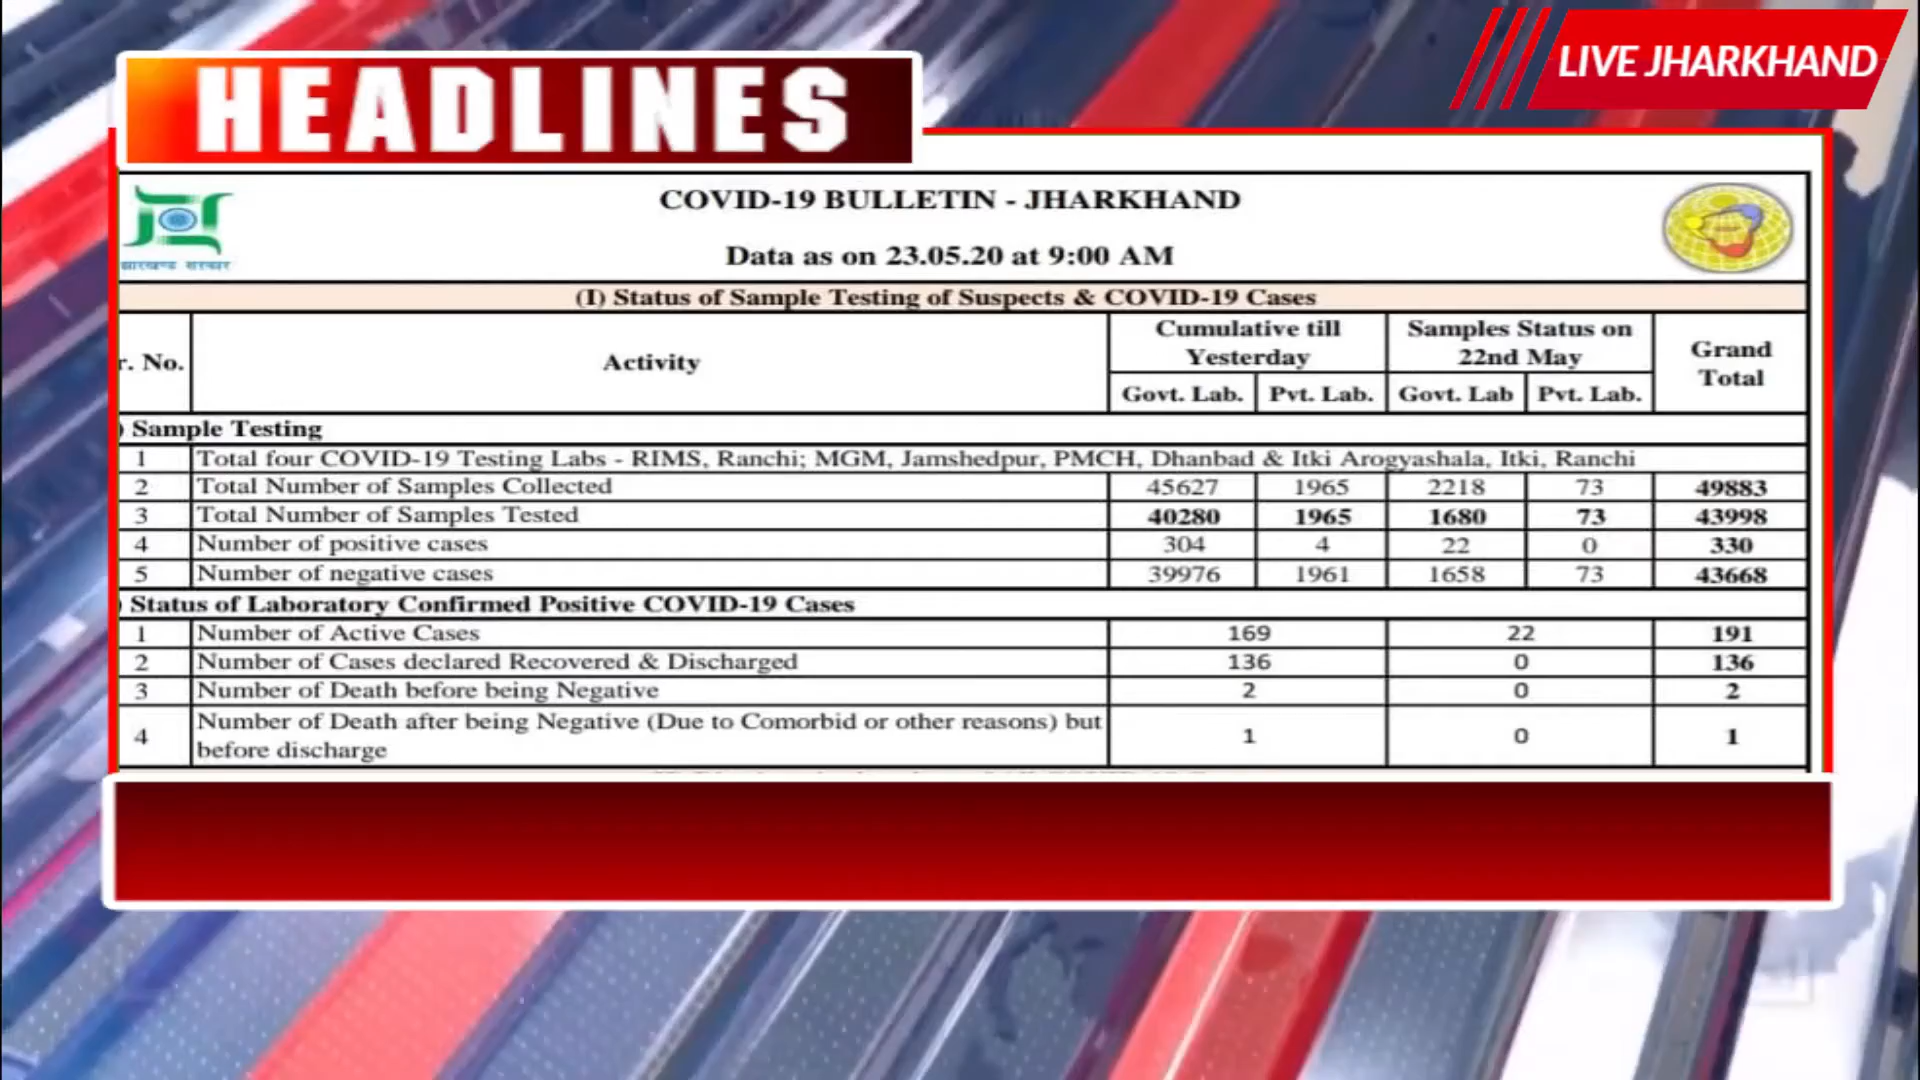 HEADLINES
LIVE JHARKHAND
COVID-19 BULLETIN - JHARKHAND
Data as on 23.05.20 at 9:00 AM
झारखण्ड सरकार
(I) Status of Sample Testing of Suspects & COVID-19 Cases
r. No. Activity Cumulative till Yesterday Samples Status on 22nd May Grand Total
Govt. Lab. Pvt. Lab. Govt. Lab Pvt. Lab.
) Sample Testing
1 Total four COVID-19 Testing Labs - RIMS, Ranchi; MGM, Jamshedpur, PMCH, Dhanbad & Itki Arogyashala, Itki, Ranchi
2 Total Number of Samples Collected 45627 1965 2218 73 49883
3 Total Number of Samples Tested 40280 1965 1680 73 43998
4 Number of positive cases 304 4 22 0 330
5 Number of negative cases 39976 1961 1658 73 43668
) Status of Laboratory Confirmed Positive COVID-19 Cases
1 Number of Active Cases 169 22 191
2 Number of Cases declared Recovered & Discharged 136 0 136
3 Number of Death before being Negative 2 0 2
4 Number of Death after being Negative (Due to Comorbid or other reasons) but
before discharge 1 0 1